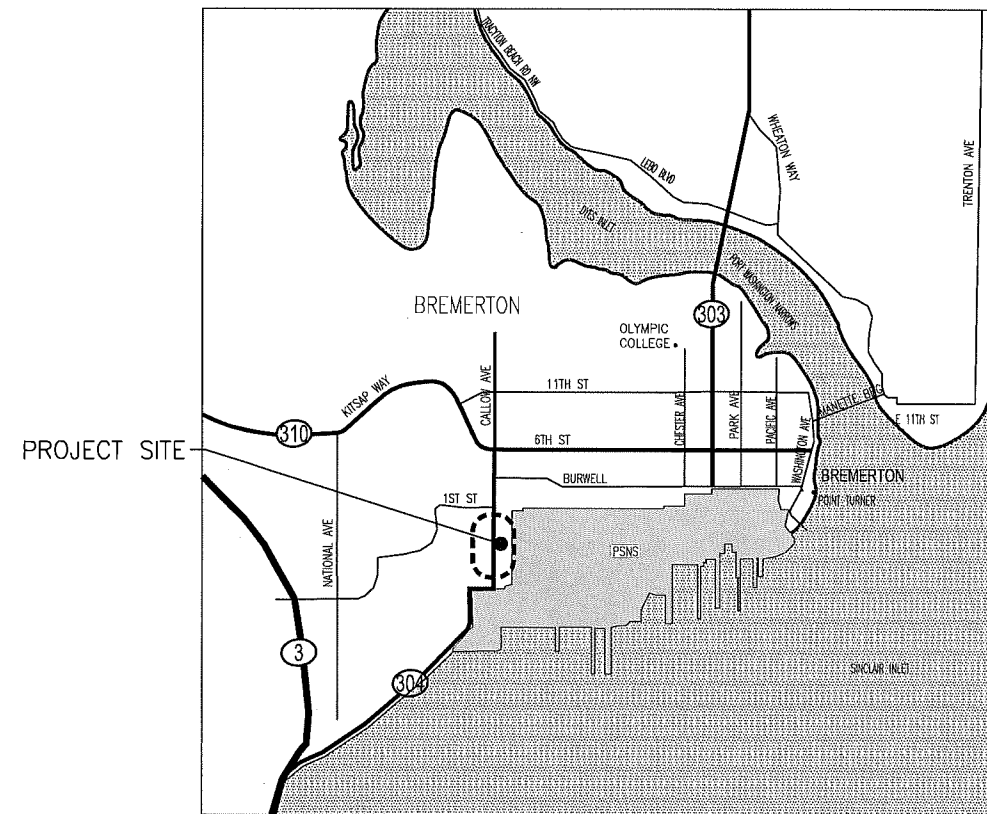 TRACYTON BEACH RD NW
WHEATON WAY
TRENTON AVE
LEBO BLVD
DYES INLET
PORT WASHINGTON NARROWS
BREMERTON
303
OLYMPIC
COLLEGE
CALLOW AVE
KITSAP WAY
11TH ST
CHESTER AVE
PARK AVE
PACIFIC AVE
WASHINGTON AVE
MANETTE BRG
E 11TH ST
310
6TH ST
PROJECT SITE
BURWELL
BREMERTON
POINT TURNER
1ST ST
NATIONAL AVE
PSNS
3
304
SINCLAIR INLET